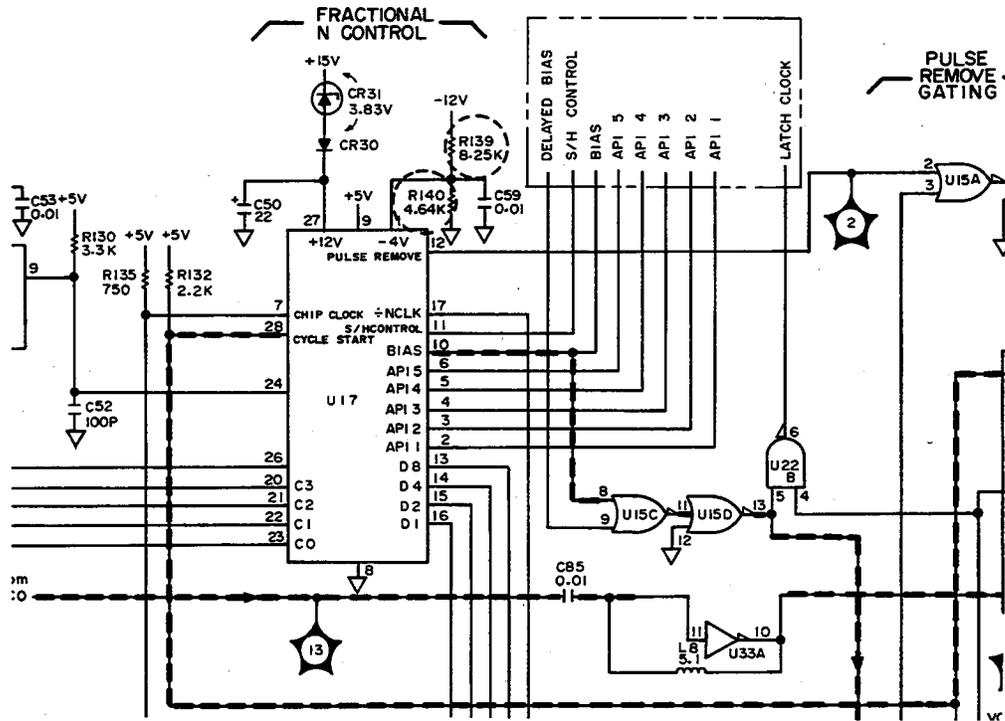 FRACTIONAL
N CONTROL
PULSE
REMOVE
GATING
+15V
CR31
3.83V
CR30
-12V
R139
8.25K
R140
4.64K
C59
0.01
C50
22
+5V
27
9
+12V
-4V
12
PULSE REMOVE
DELAYED BIAS
S/H CONTROL
BIAS
API 5
API 4
API 3
API 2
API 1
LATCH CLOCK
2
3
U15A
2
C53
0.01
+5V
R130
3.3K
9
+5V
+5V
R135
750
R132
2.2K
7
CHIP CLOCK
÷NCLK
17
28
S/HCONTROL
11
CYCLE START
BIAS
10
API 5
6
24
API 4
5
U17
API 3
4
API 2
3
API 1
2
C52
100P
26
D8
13
20
C3
D4
14
21
C2
D2
15
22
C1
D1
16
23
C0
8
6
U22
B
5
4
8
9
U15C
11
12
U15D
13
om
CO
13
C85
0.01
11
10
U33A
L8
5.1